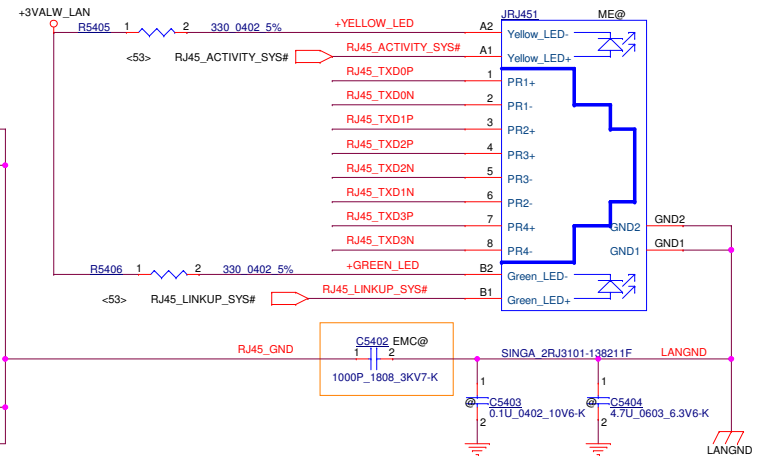 +3VALW_LAN
R5405 1 2 330_0402_5% +YELLOW_LED A2
JRJ451 ME@
Yellow_LED-
<53> RJ45_ACTIVITY_SYS# RJ45_ACTIVITY_SYS# A1 Yellow_LED+
RJ45_TXD0P 1 PR1+
RJ45_TXD0N 2 PR1-
RJ45_TXD1P 3 PR2+
RJ45_TXD2P 4 PR3+
RJ45_TXD2N 5 PR3-
RJ45_TXD1N 6 PR2-
RJ45_TXD3P 7 PR4+ GND2 GND2
RJ45_TXD3N 8 PR4- GND1 GND1
R5406 1 2 330_0402_5% +GREEN_LED B2 Green_LED-
<53> RJ45_LINKUP_SYS# RJ45_LINKUP_SYS# B1 Green_LED+
C5402 EMC@
RJ45_GND 1 2 SINGA_2RJ3101-138211F LANGND
1000P_1808_3KV7-K
1 1
@ C5403 @ C5404
0.1U_0402_10V6-K 4.7U_0603_6.3V6-K
2 2
LANGND